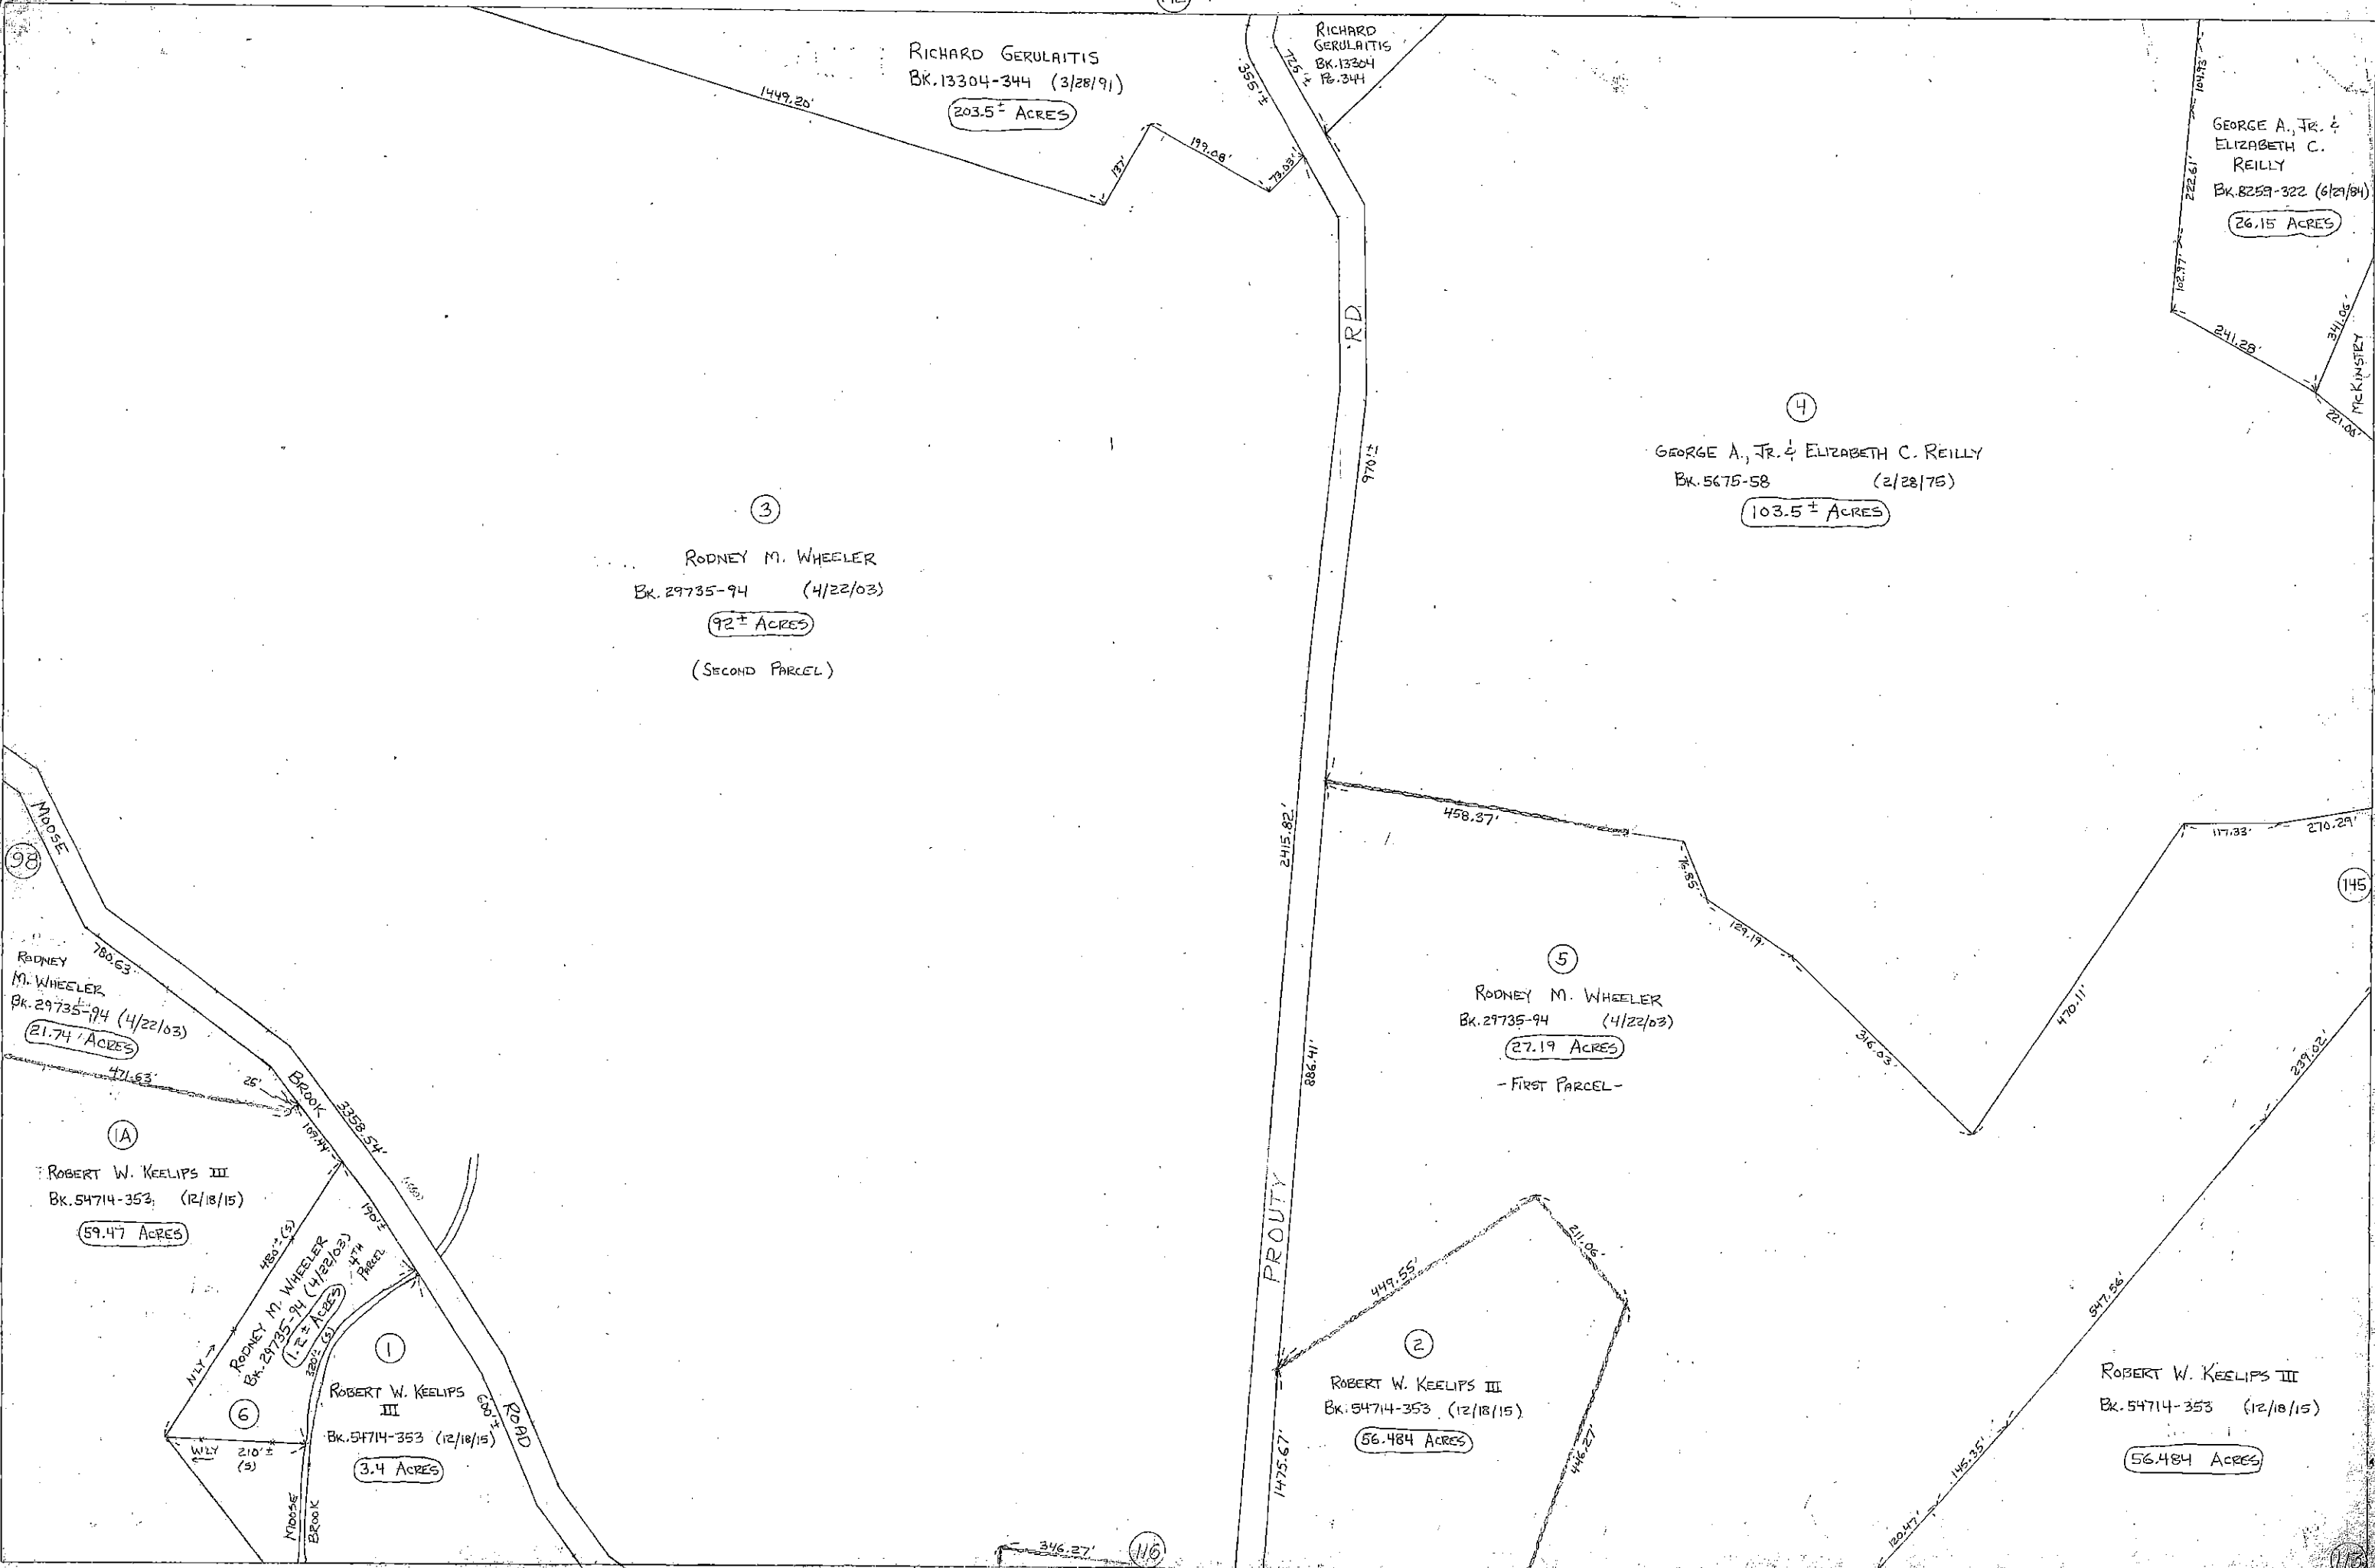 RICHARD GERULAITIS
BK.13304-344 (3/28/91)
203.5± ACRES
RICHARD
GERULAITIS
BK.13304
PG.344
1449.20'
137'
199.08'
73.03'
355'±
725'±
104.93'
222.61'
102.97'
GEORGE A., JR. &
ELIZABETH C.
REILLY
BK.8259-322 (6/29/84)
26.15 ACRES
241.28'
341.06'
221.06'
MCKINSTRY
RD.
970'±
4
GEORGE A., JR. & ELIZABETH C. REILLY
BK.5675-58 (2/28/75)
103.5± ACRES
3
RODNEY M. WHEELER
BK.29735-94 (4/22/03)
92± ACRES
(SECOND PARCEL)
MOOSE
98
2415.82'
458.37'
76.85'
129.19'
316.03'
470.11'
117.33'
270.29'
145
780.63'
RODNEY
M. WHEELER
BK.29735-94 (4/22/03)
21.74 ACRES
471.63'
25'
BROOK
109.44'
3358.54'
5
RODNEY M. WHEELER
BK.29735-94 (4/22/03)
27.19 ACRES
-FIRST PARCEL-
886.41'
239.02'
1A
ROBERT W. KEELIPS III
BK.54714-353 (12/18/15)
59.47 ACRES
190'±
480'± (S)
NLY →
RODNEY M. WHEELER
BK.29735-94 (4/22/03)
1.2± ACRES
4TH
PARCEL
320'± (S)
6
WLY 210'±
(S)
1
ROBERT W. KEELIPS
III
BK.54714-353 (12/18/15)
3.4 ACRES
600'±
ROAD
MOOSE
BROOK
PROUTY
449.55'
211.06'
446.27'
1475.67'
2
ROBERT W. KEELIPS III
BK.54714-353 (12/18/15)
56.484 ACRES
547.56'
145.35'
120.47'
ROBERT W. KEELIPS III
BK.54714-353 (12/18/15)
56.484 ACRES
346.27'
116